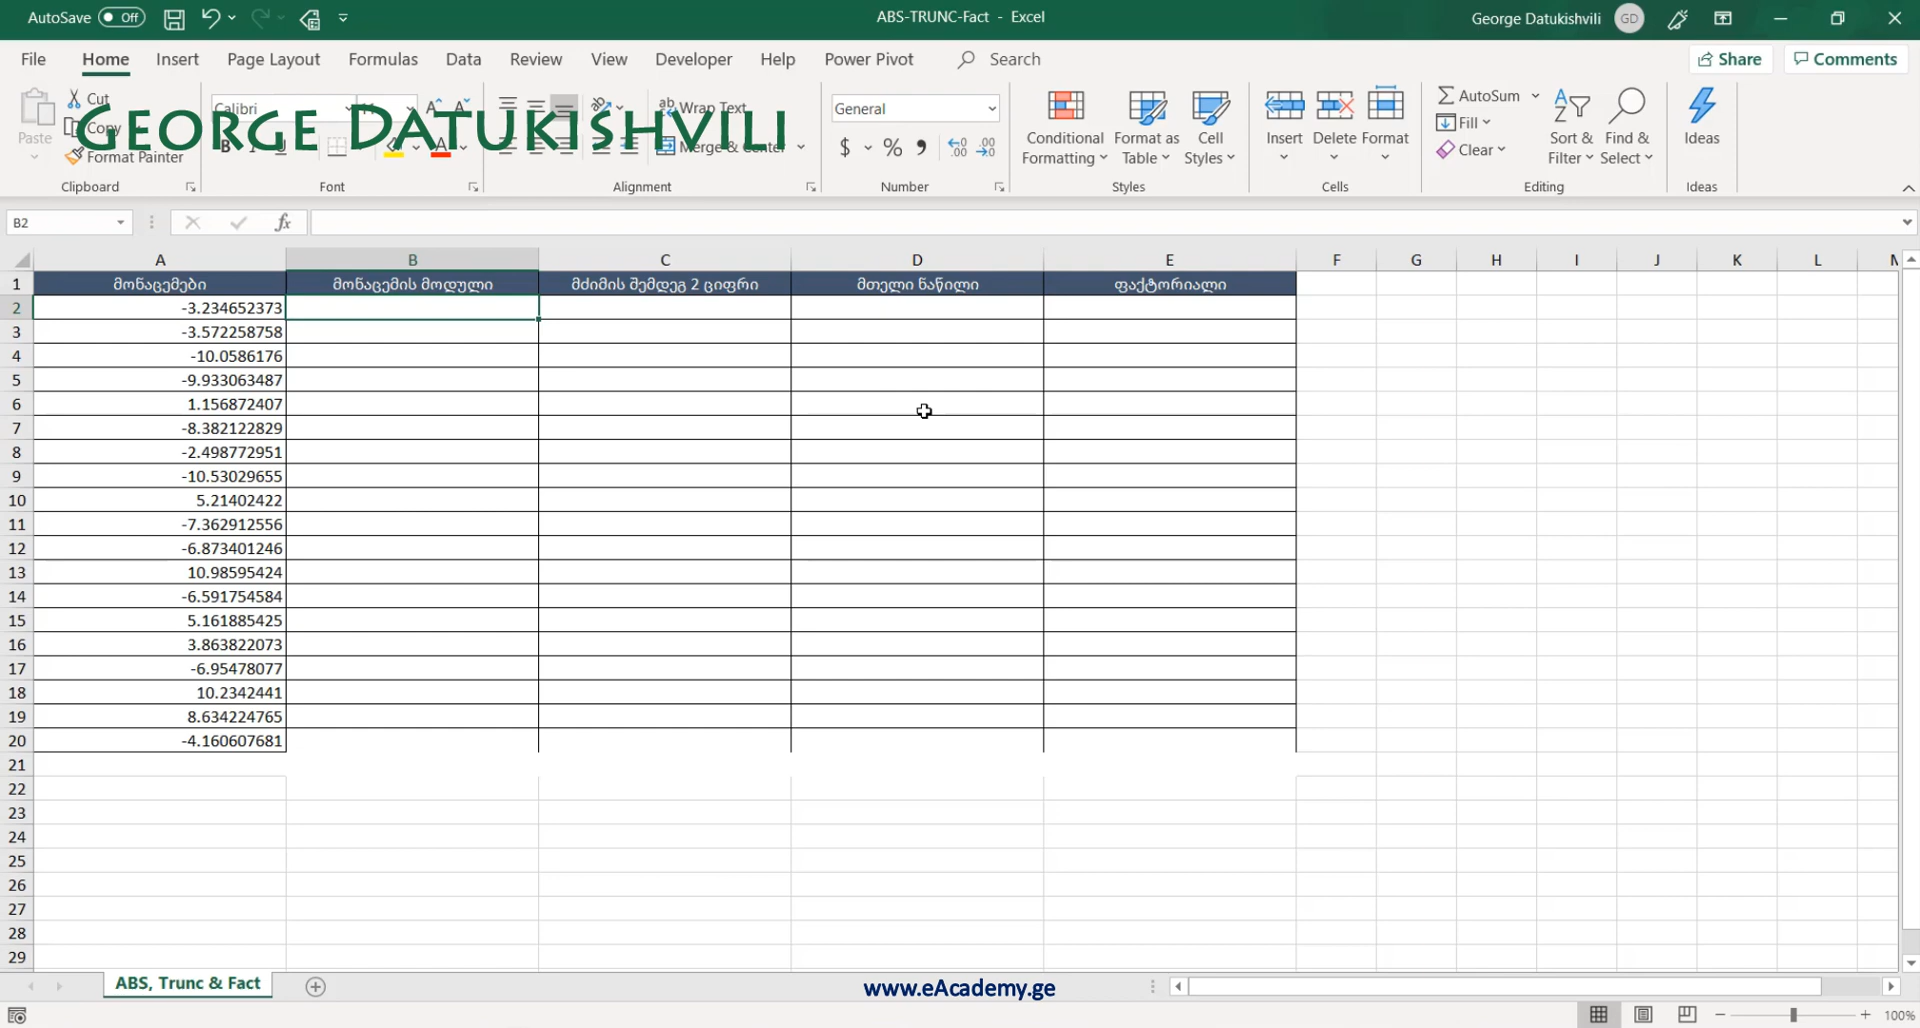 AutoSave Off ABS-TRUNC-Fact - Excel George Datukishvili GD
File Home Insert Page Layout Formulas Data Review View Developer Help Power Pivot Search Share Comments
GEORGE DATUKISHVILI
Paste Cut Copy Format Painter Clipboard
Calibri Font
Wrap Text Merge & Center Alignment
General $ % Number
Conditional Formatting Format as Table Cell Styles Styles
Insert Delete Format Cells
AutoSum Fill Clear Sort & Filter Find & Select Editing
Ideas Ideas
B2 fx
A B C D E F G H I J K L
1 მონაცემები მონაცემის მოდული მძიმის შემდეგ 2 ციფრი მთელი ნაწილი ფაქტორიალი
2 -3.234652373
3 -3.572258758
4 -10.0586176
5 -9.933063487
6 1.156872407
7 -8.382122829
8 -2.498772951
9 -10.53029655
10 5.21402422
11 -7.362912556
12 -6.873401246
13 10.98595424
14 -6.591754584
15 5.161885425
16 3.863822073
17 -6.95478077
18 10.2342441
19 8.634224765
20 -4.160607681
21
22
23
24
25
26
27
28
29
ABS, Trunc & Fact www.eAcademy.ge
100%